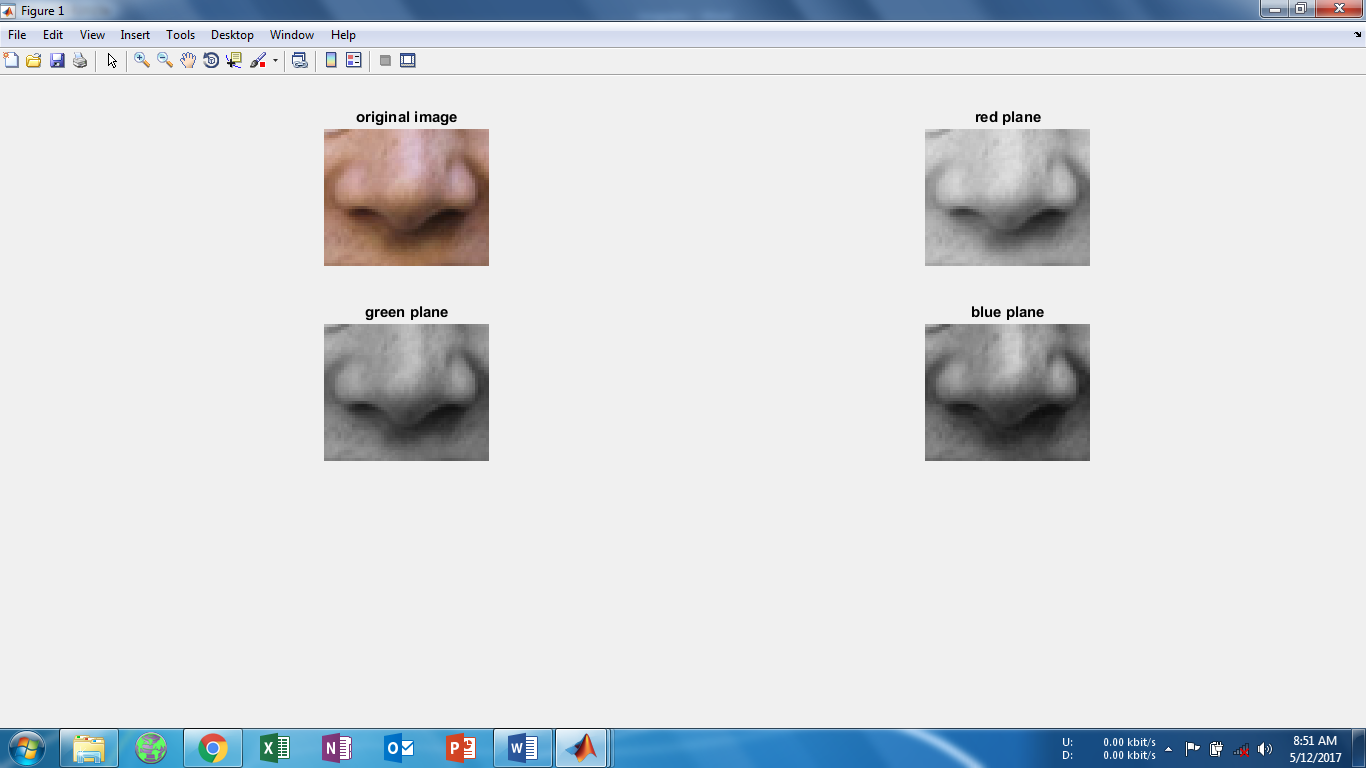 Figure 1
File Edit View Insert Tools Desktop Window Help
original image
red plane
green plane
blue plane
U: 0.00 kbit/s
D: 0.00 kbit/s
8:51 AM
5/12/2017